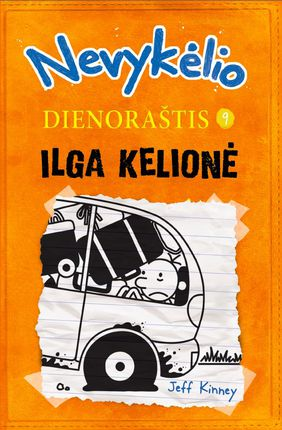 Nevykėlio
DIENORAŠTIS 9
ILGA KELIONĖ
Jeff Kinney